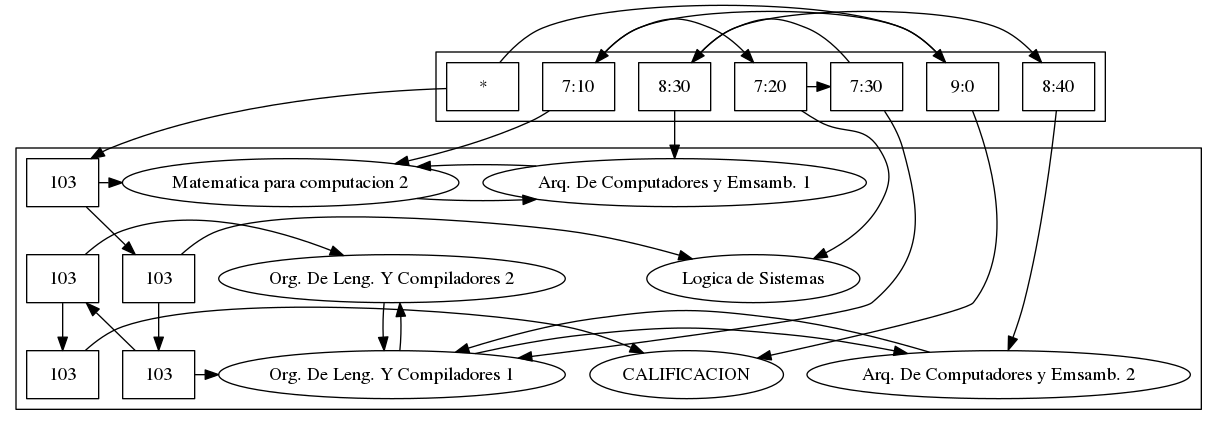 *
7:10
8:30
7:20
7:30
9:0
8:40
103
Matematica para computacion 2
Arq. De Computadores y Emsamb. 1
103
103
Org. De Leng. Y Compiladores 2
Logica de Sistemas
103
103
Org. De Leng. Y Compiladores 1
CALIFICACION
Arq. De Computadores y Emsamb. 2